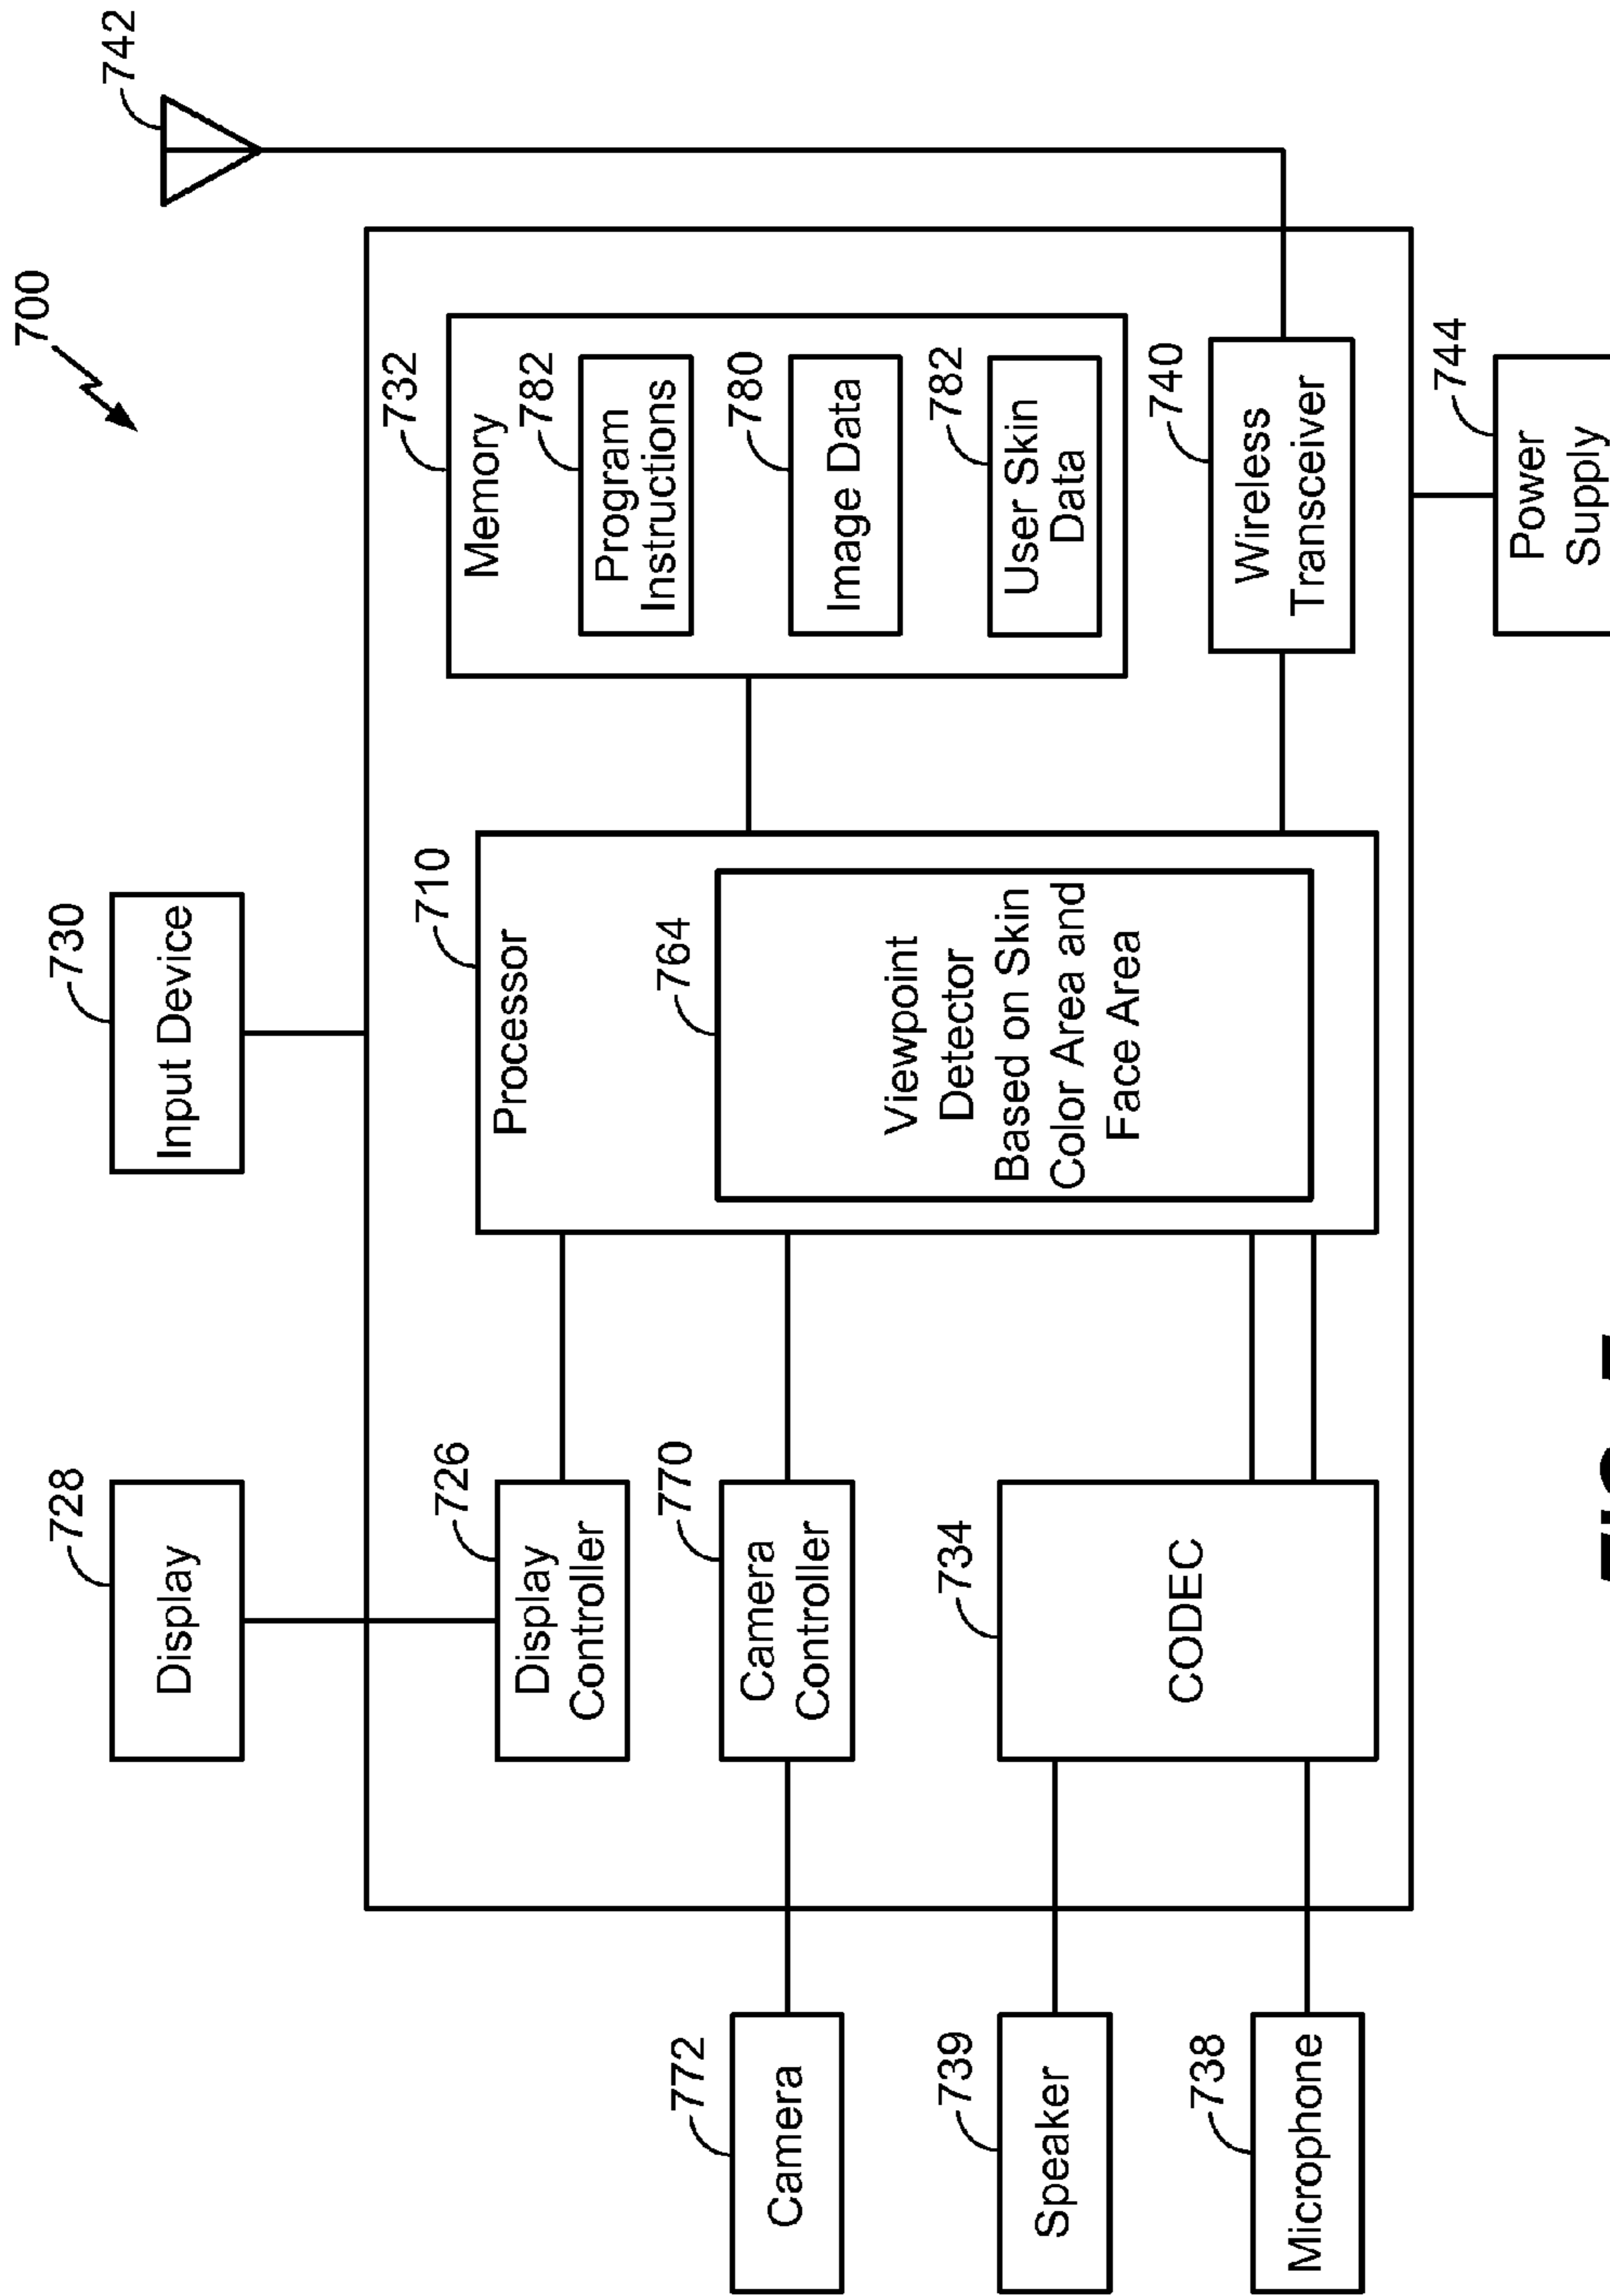 700
742
728
Display
730
Input Device
732
Memory
782
Program
Instructions
780
Image Data
782
User Skin
Data
710
Processor
764
Viewpoint
Detector
Based on Skin
Color Area and
Face Area
726
Display
Controller
770
Camera
Controller
734
CODEC
740
Wireless
Transceiver
772
Camera
739
Speaker
738
Microphone
744
Power
Supply